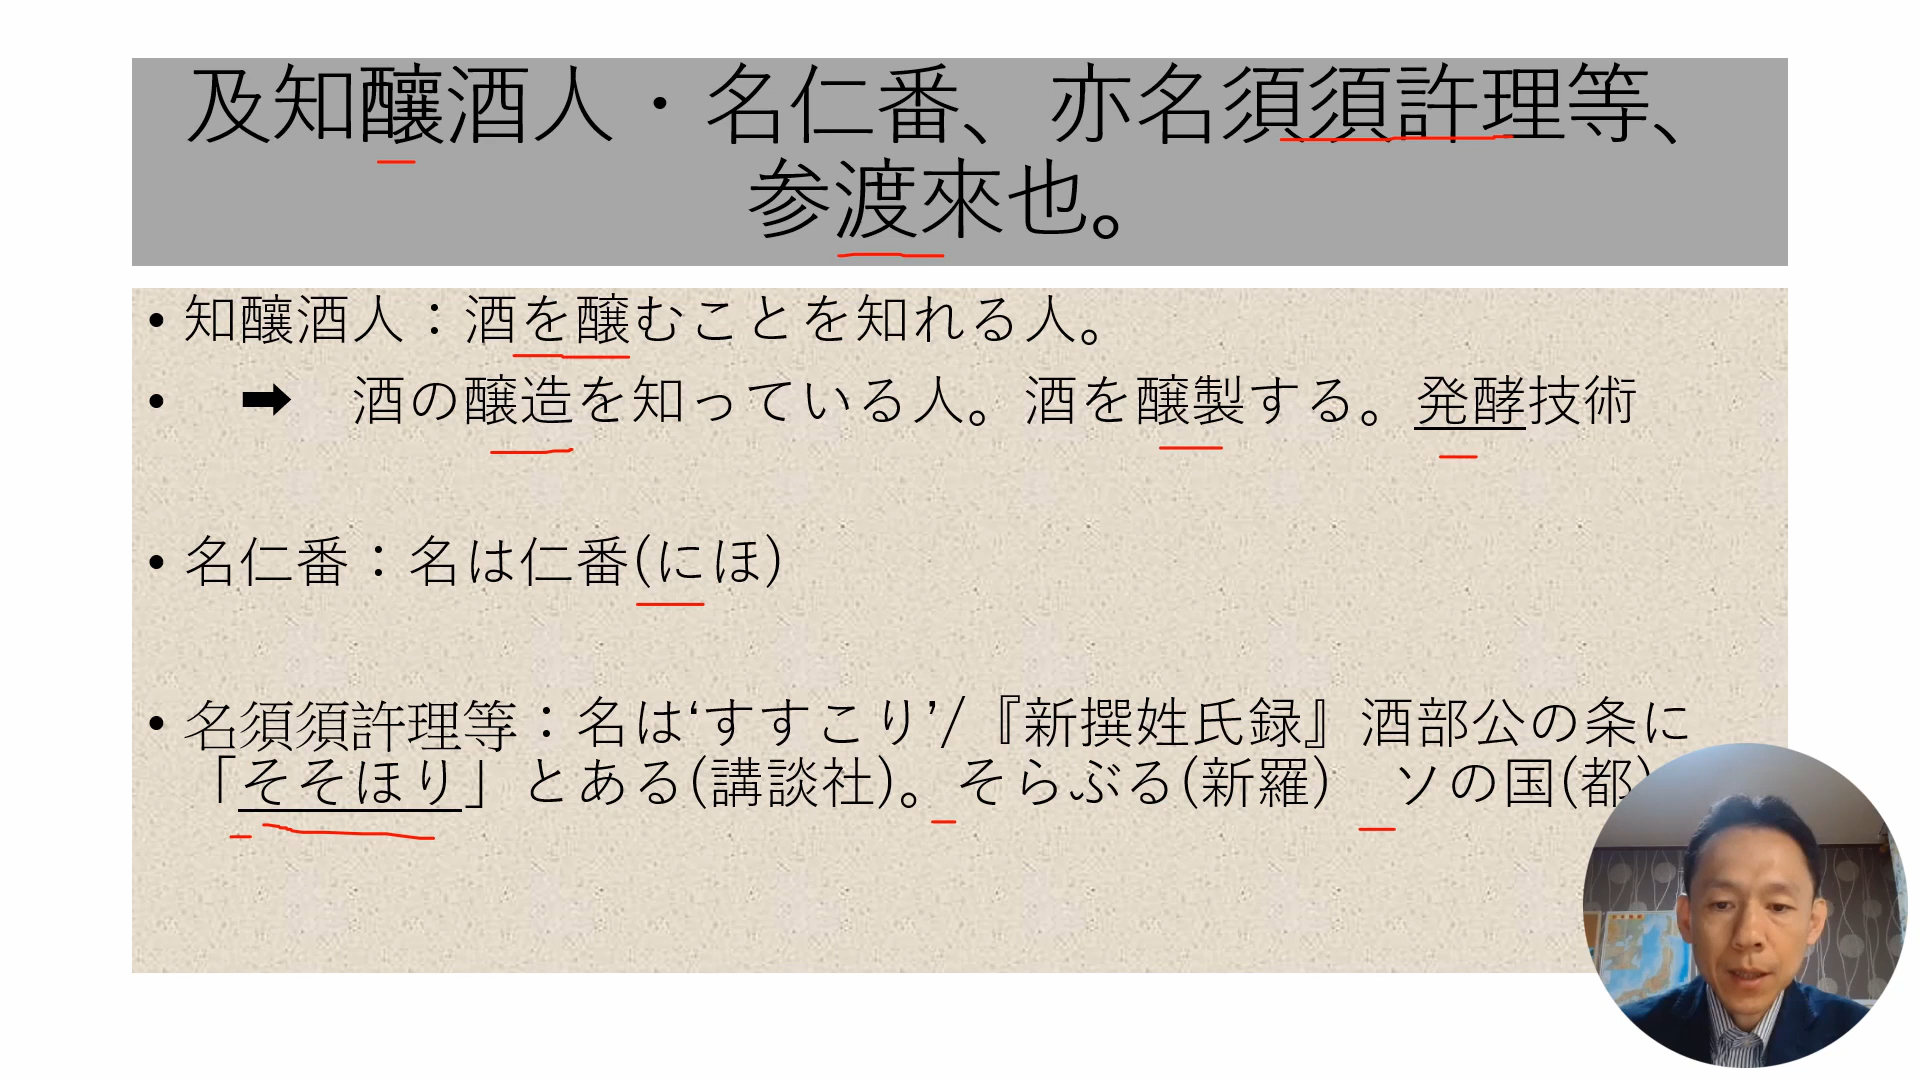 及知釀酒人・名仁番、亦名須須許理等、
参渡來也。
• 知釀酒人：酒を醸むことを知れる人。
• ➡ 酒の醸造を知っている人。酒を醸製する。発酵技術
• 名仁番：名は仁番(にほ)
• 名須須許理等：名は‘すすこり’/『新撰姓氏録』酒部公の条に
「そそほり」とある(講談社)。そらぶる(新羅) ソの国(都)